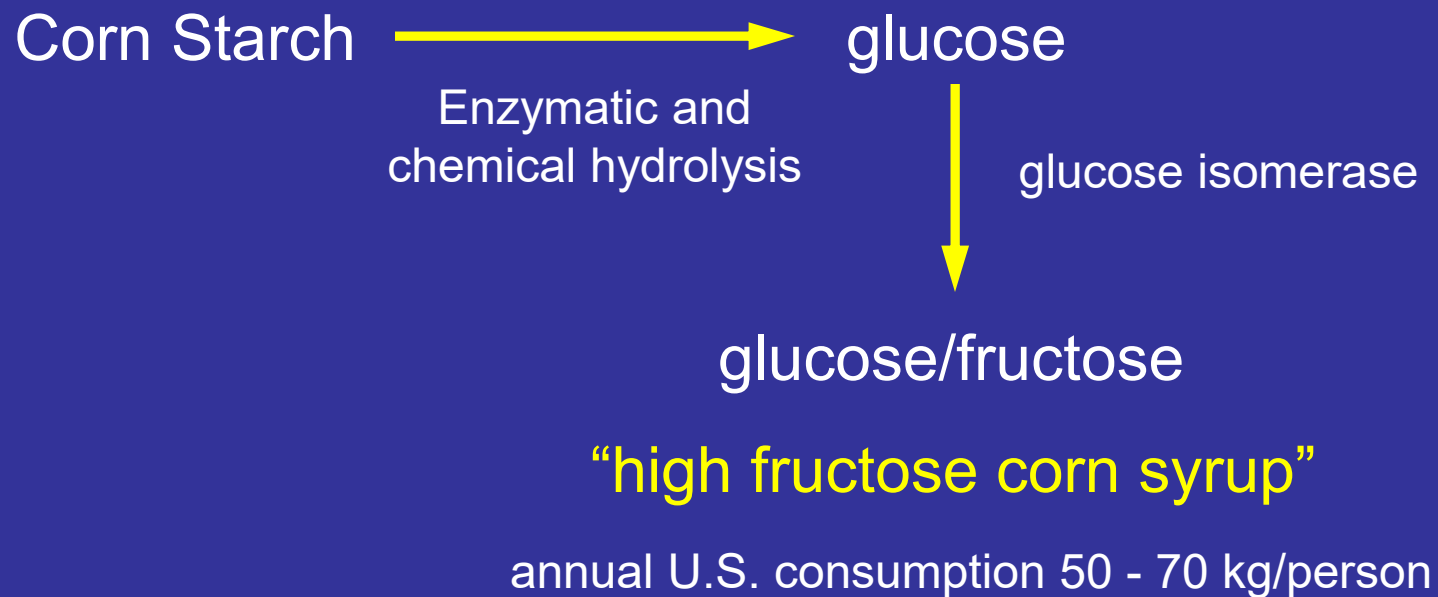 Corn Starch
glucose
Enzymatic and
chemical hydrolysis
glucose isomerase
glucose/fructose
“high fructose corn syrup”
annual U.S. consumption 50 - 70 kg/person